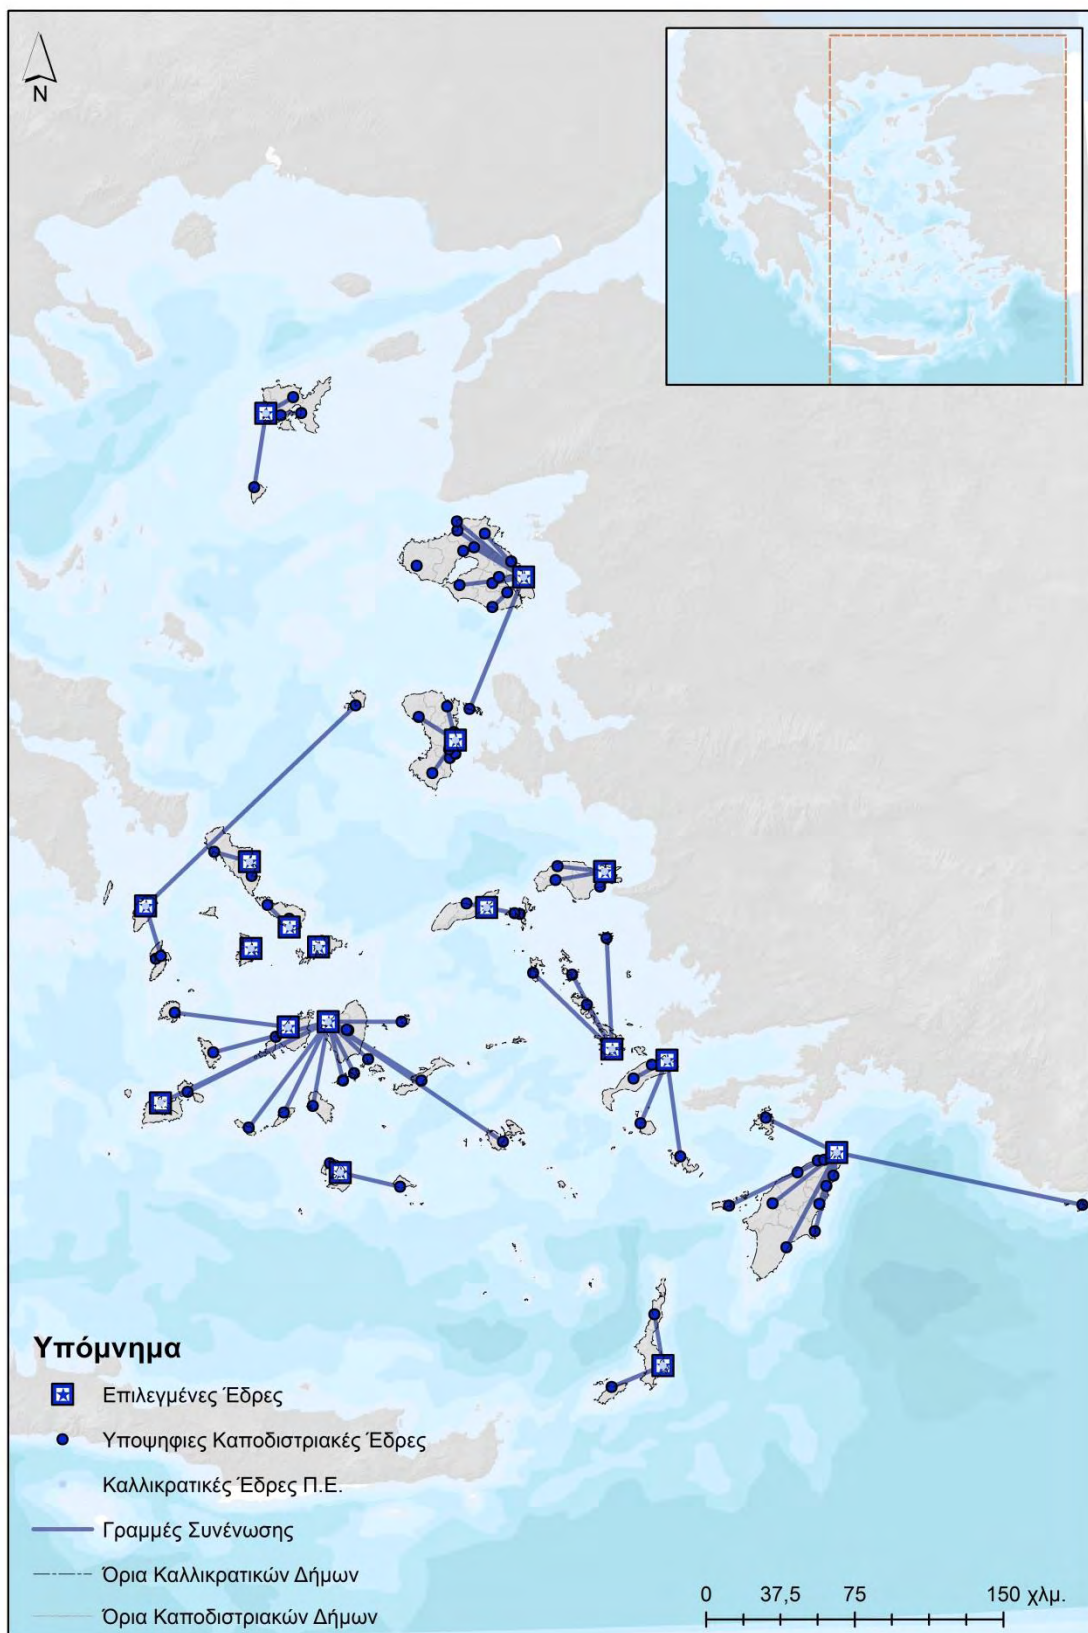 N
Υπόμνημα
Επιλεγμένες Έδρες
Υποψηφιες Καποδιστριακές Έδρες
Καλλικρατικές Έδρες Π.Ε.
Γραμμές Συνένωσης
Όρια Καλλικρατικών Δήμων
Όρια Καποδιστριακών Δήμων
0 37,5 75 150 χλμ.